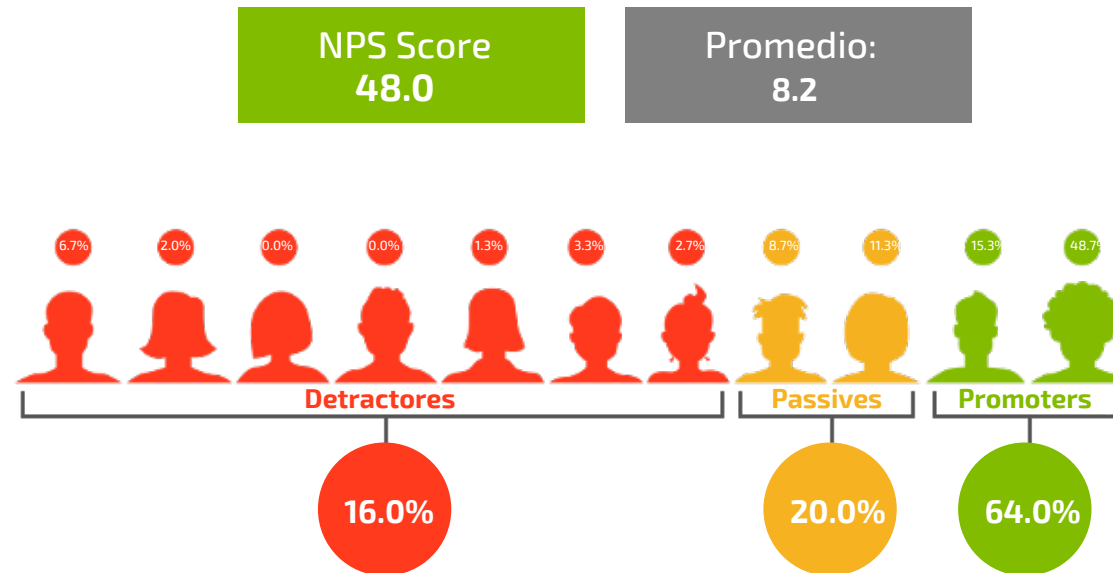 NPS Score
48.0
Promedio:
8.2
6.7% 2.0% 0.0% 0.0% 1.3% 3.3% 2.7% 8.7% 11.3% 15.3% 48.7%
Detractores Passives Promoters
16.0% 20.0% 64.0%